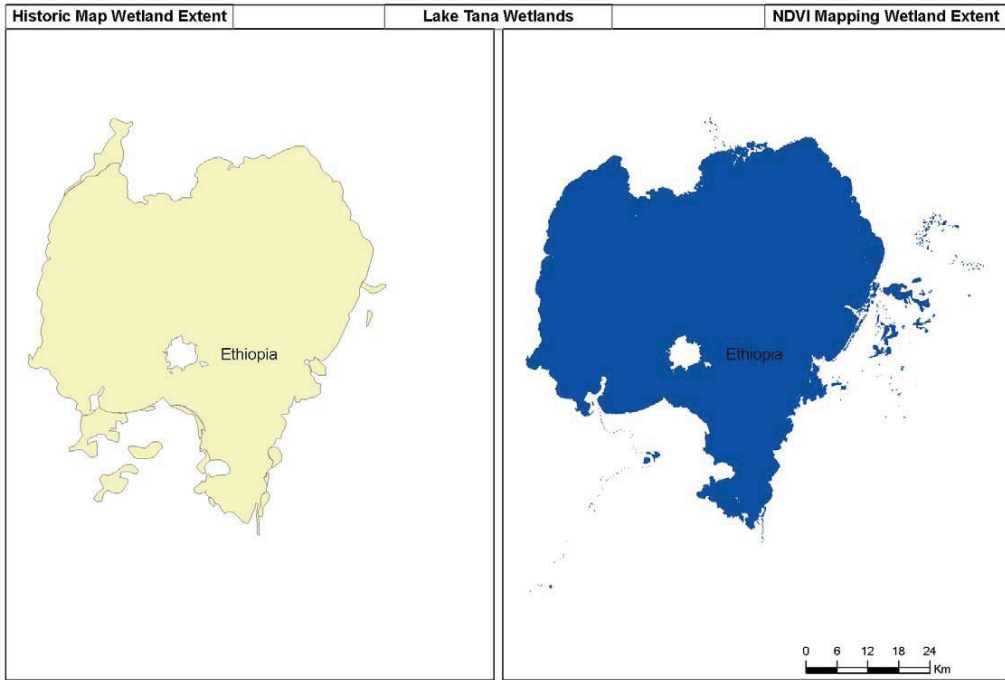 Historic Map Wetland Extent
Lake Tana Wetlands
NDVI Mapping Wetland Extent
Ethiopia
Ethiopia
0 6 12 18 24
Km